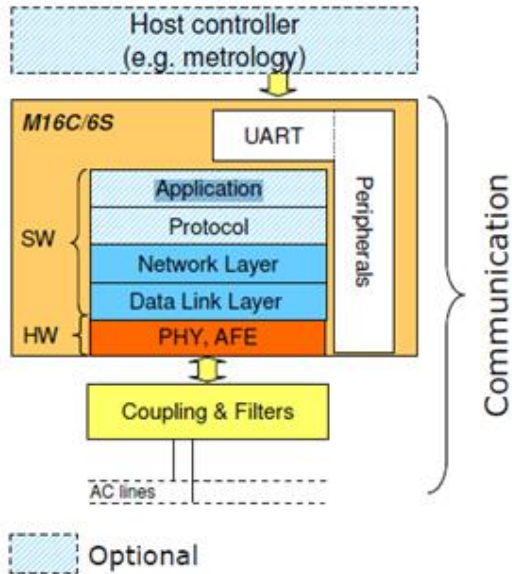 Host controller
(e.g. metrology)
M16C/6S
UART
Peripherals
SW
Application
Protocol
Network Layer
Data Link Layer
HW
PHY, AFE
Communication
Coupling & Filters
AC lines
Optional